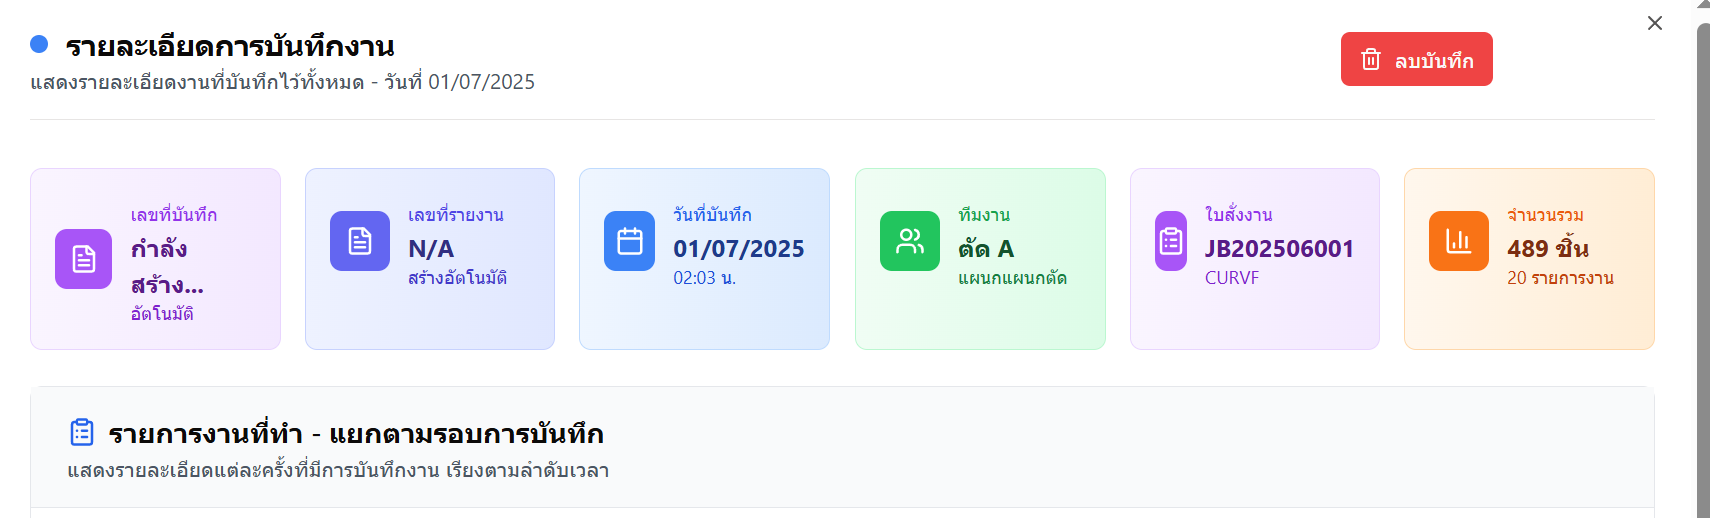 รายละเอียดการบันทึกงาน
แสดงรายละเอียดงานที่บันทึกไว้ทั้งหมด - วันที่ 01/07/2025
ลบบันทึก
เลขที่บันทึก
กำลัง
สร้าง...
อัตโนมัติ
เลขที่รายงาน
N/A
สร้างอัตโนมัติ
วันที่บันทึก
01/07/2025
02:03 น.
ทีมงาน
ตัด A
แผนกแผนกตัด
ใบสั่งงาน
JB202506001
CURVF
จำนวนรวม
489 ชิ้น
20 รายการงาน
รายการงานที่ทำ - แยกตามรอบการบันทึก
แสดงรายละเอียดแต่ละครั้งที่มีการบันทึกงาน เรียงตามลำดับเวลา